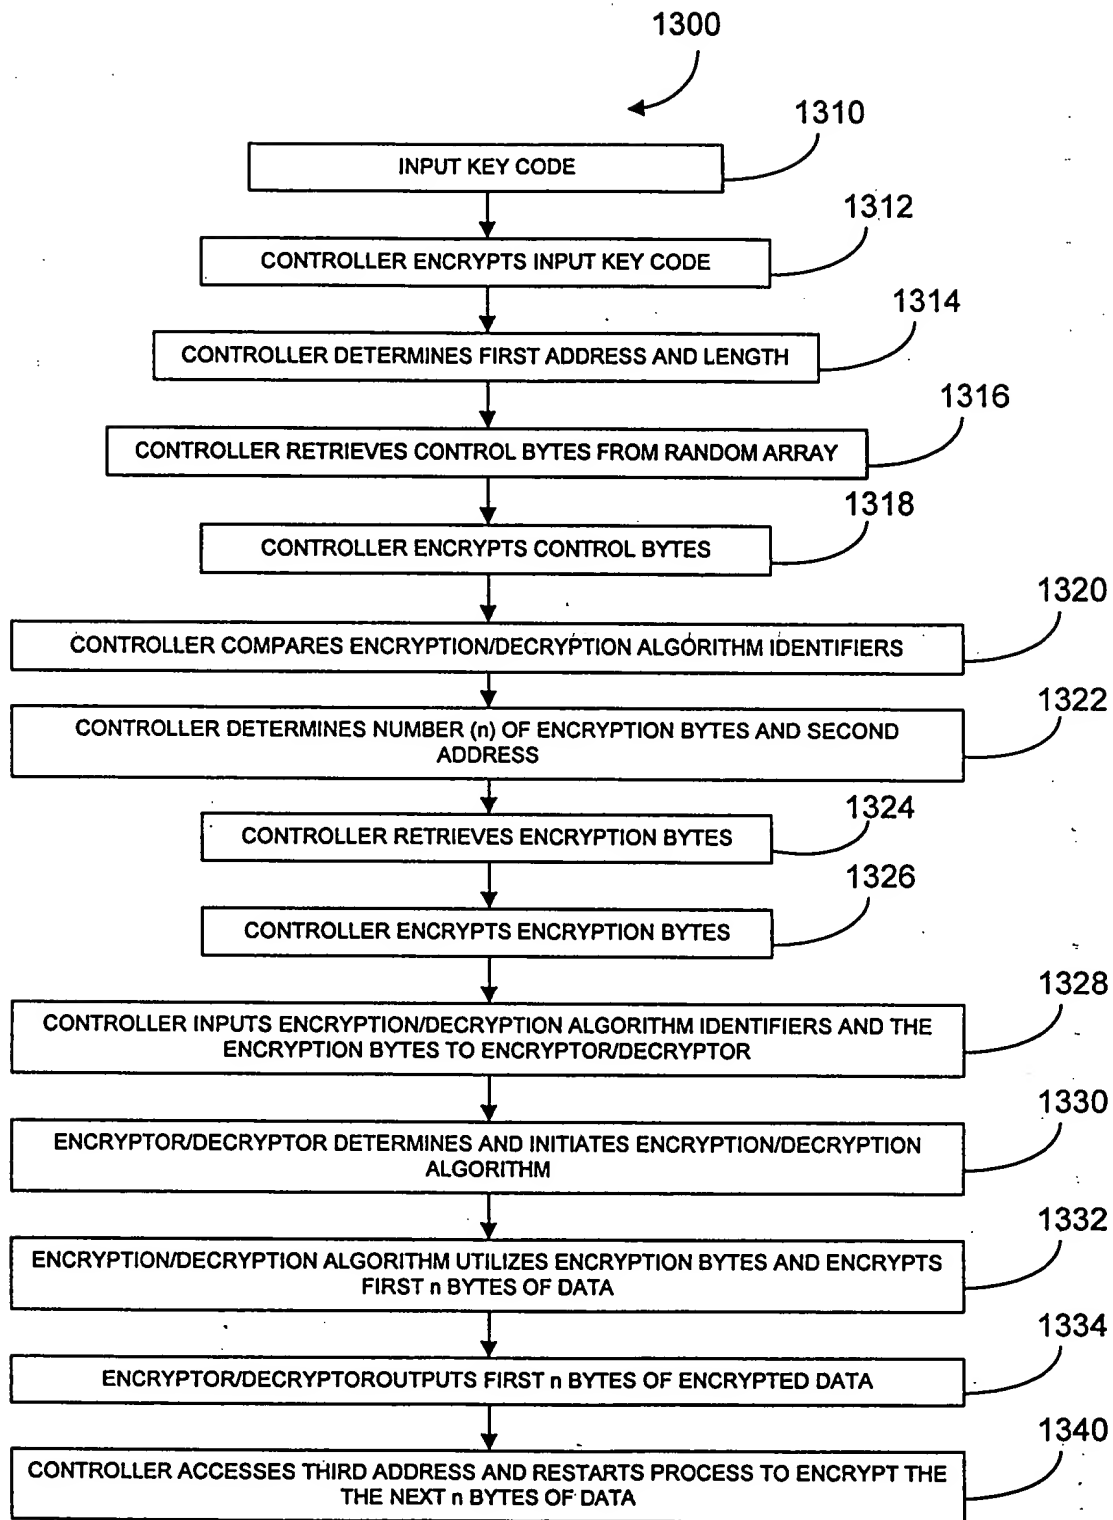 1300
1310
INPUT KEY CODE
1312
CONTROLLER ENCRYPTS INPUT KEY CODE
1314
CONTROLLER DETERMINES FIRST ADDRESS AND LENGTH
1316
CONTROLLER RETRIEVES CONTROL BYTES FROM RANDOM ARRAY
1318
CONTROLLER ENCRYPTS CONTROL BYTES
1320
CONTROLLER COMPARES ENCRYPTION/DECRYPTION ALGORITHM IDENTIFIERS
1322
CONTROLLER DETERMINES NUMBER (n) OF ENCRYPTION BYTES AND SECOND
ADDRESS
1324
CONTROLLER RETRIEVES ENCRYPTION BYTES
1326
CONTROLLER ENCRYPTS ENCRYPTION BYTES
1328
CONTROLLER INPUTS ENCRYPTION/DECRYPTION ALGORITHM IDENTIFIERS AND THE
ENCRYPTION BYTES TO ENCRYPTOR/DECRYPTOR
1330
ENCRYPTOR/DECRYPTOR DETERMINES AND INITIATES ENCRYPTION/DECRYPTION
ALGORITHM
1332
ENCRYPTION/DECRYPTION ALGORITHM UTILIZES ENCRYPTION BYTES AND ENCRYPTS
FIRST n BYTES OF DATA
1334
ENCRYPTOR/DECRYPTOROUTPUTS FIRST n BYTES OF ENCRYPTED DATA
1340
CONTROLLER ACCESSES THIRD ADDRESS AND RESTARTS PROCESS TO ENCRYPT THE
THE NEXT n BYTES OF DATA